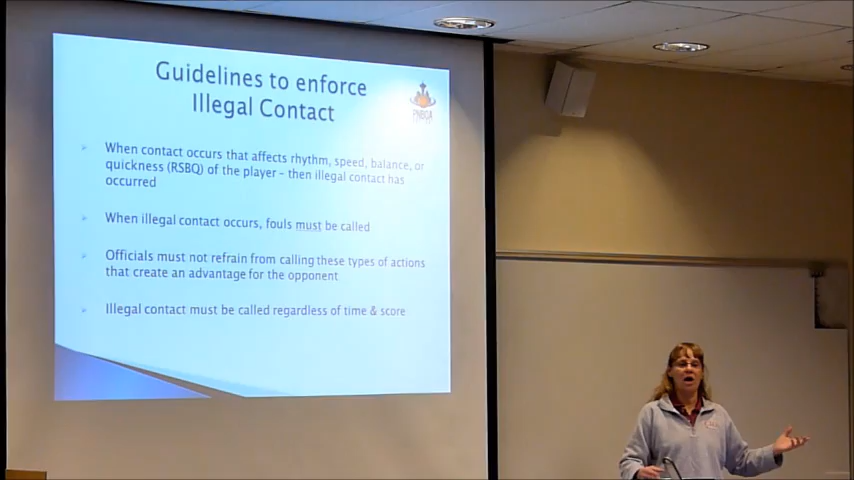 Guidelines to enforce
Illegal Contact
PNBOA
When contact occurs that affects rhythm, speed, balance, or
quickness (RSBQ) of the player – then illegal contact has
occurred
When illegal contact occurs, fouls must be called
Officials must not refrain from calling these types of actions
that create an advantage for the opponent
Illegal contact must be called regardless of time & score